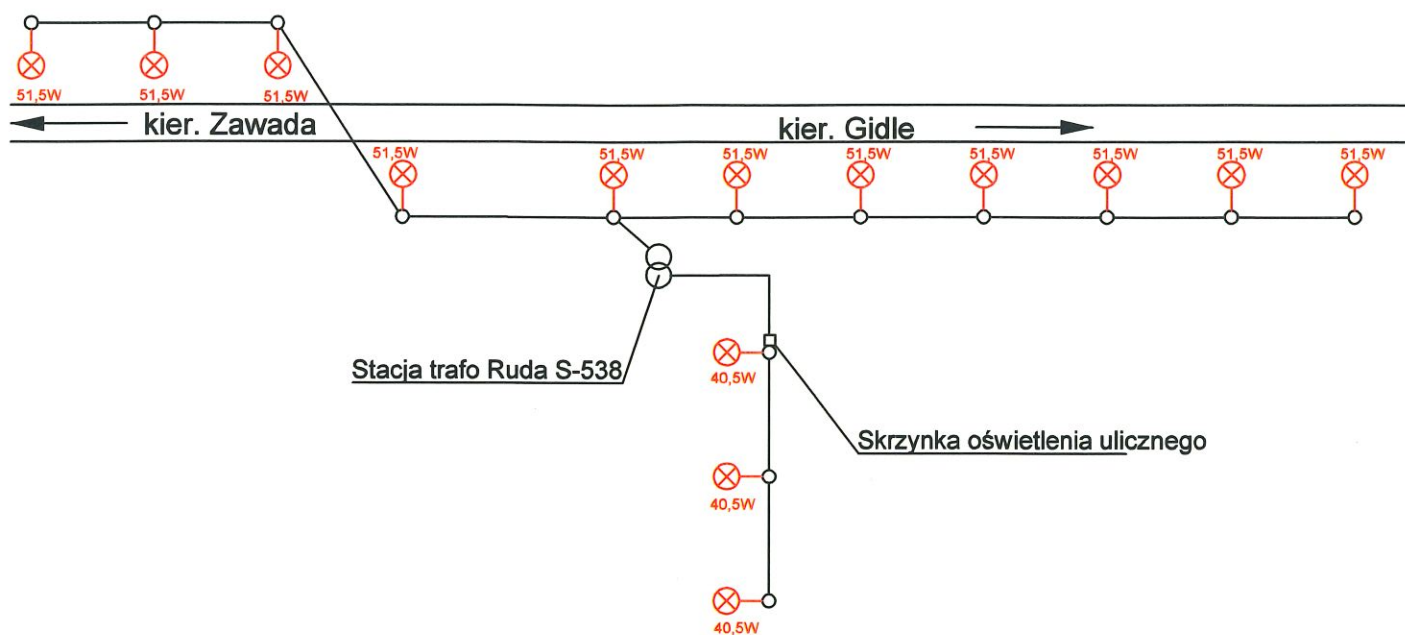 51,5W 51,5W 51,5W
kier. Zawada kier. Gidle
51,5W 51,5W 51,5W 51,5W 51,5W 51,5W 51,5W 51,5W
Stacja trafo Ruda S-538
40,5W
Skrzynka oświetlenia ulicznego
40,5W
40,5W